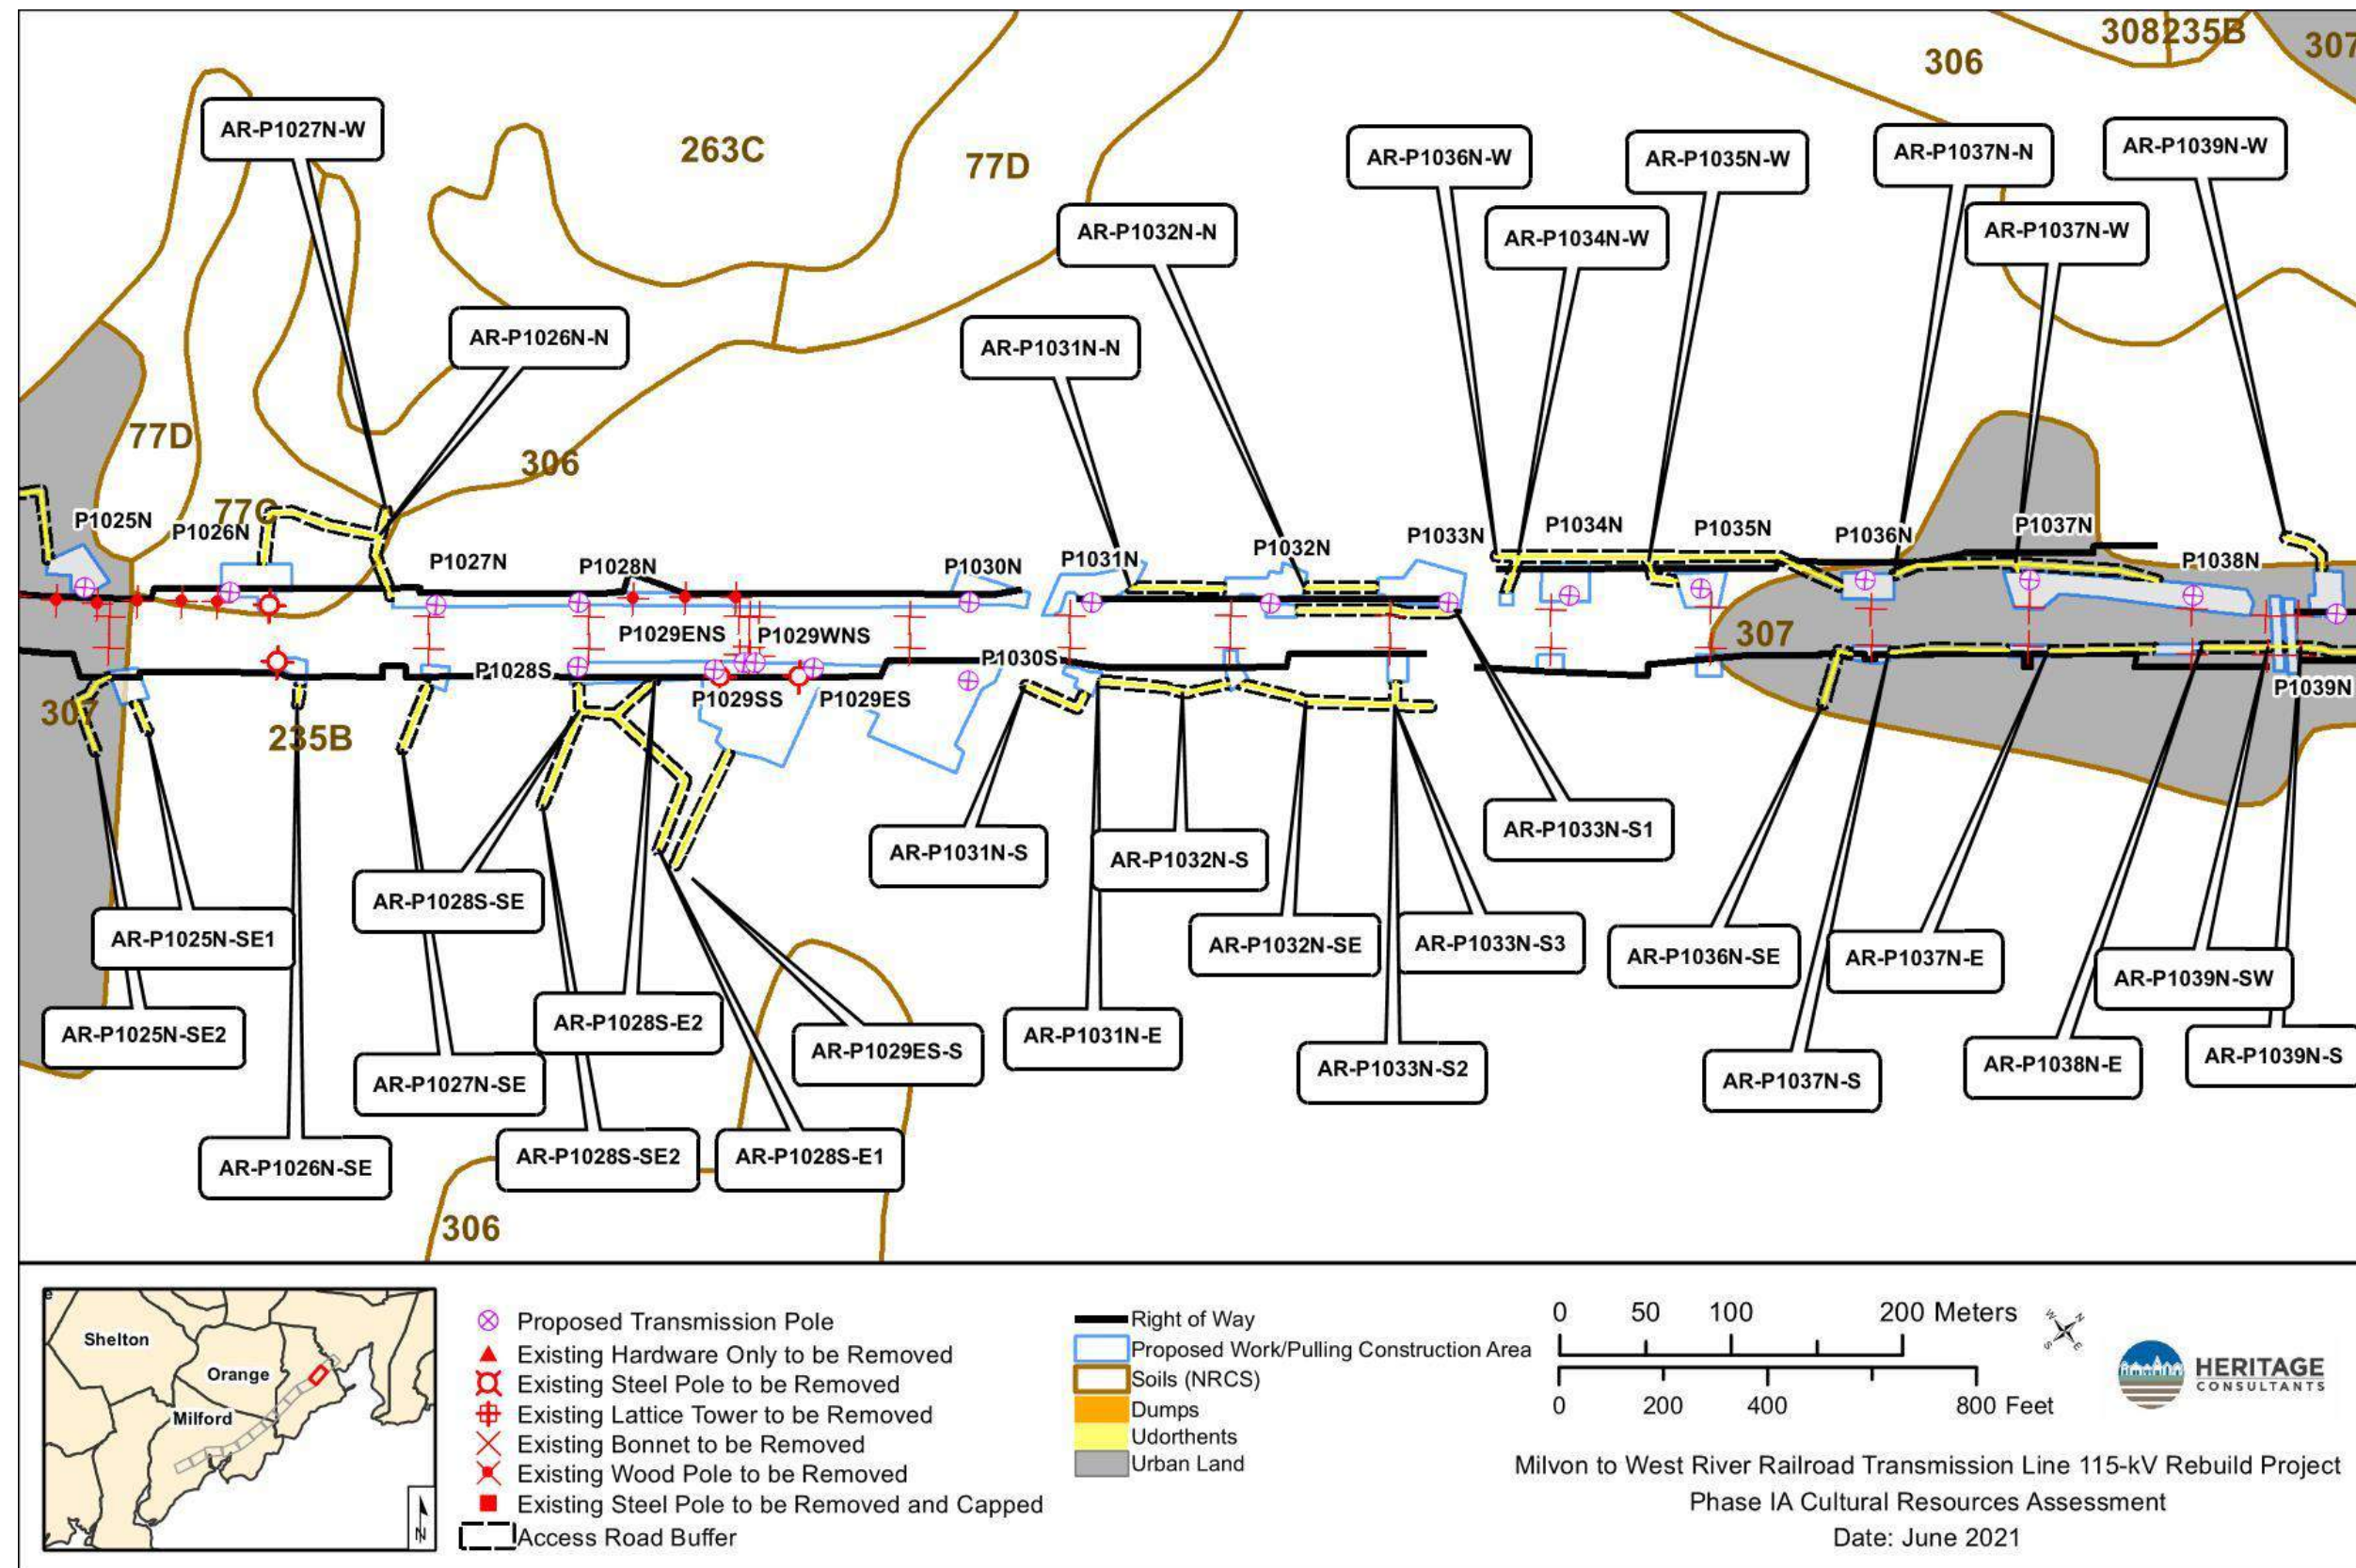 308235B
307
306
AR-P1027N-W
263C
77D
AR-P1036N-W
AR-P1035N-W
AR-P1037N-N
AR-P1039N-W
AR-P1032N-N
AR-P1034N-W
AR-P1037N-W
AR-P1026N-N
AR-P1031N-N
77D
306
77C
P1025N
P1026N
P1027N
P1028N
P1030N
P1031N
P1032N
P1033N
P1034N
P1035N
P1036N
P1037N
P1038N
P1029ENS
P1029WNS
307
P1028S
P1030S
P1029SS
P1029ES
P1039N
307
235B
AR-P1033N-S1
AR-P1031N-S
AR-P1032N-S
AR-P1028S-SE
AR-P1025N-SE1
AR-P1032N-SE
AR-P1033N-S3
AR-P1036N-SE
AR-P1037N-E
AR-P1039N-SW
AR-P1025N-SE2
AR-P1028S-E2
AR-P1029ES-S
AR-P1031N-E
AR-P1033N-S2
AR-P1037N-S
AR-P1038N-E
AR-P1039N-S
AR-P1027N-SE
AR-P1026N-SE
AR-P1028S-SE2
AR-P1028S-E1
306
e
Shelton
Orange
Milford
N
Proposed Transmission Pole
Existing Hardware Only to be Removed
Existing Steel Pole to be Removed
Existing Lattice Tower to be Removed
Existing Bonnet to be Removed
Existing Wood Pole to be Removed
Existing Steel Pole to be Removed and Capped
Access Road Buffer
Right of Way
Proposed Work/Pulling Construction Area
Soils (NRCS)
Dumps
Udorthents
Urban Land
0 50 100 200 Meters
0 200 400 800 Feet
W N
S E
HERITAGE
CONSULTANTS
Milvon to West River Railroad Transmission Line 115-kV Rebuild Project
Phase IA Cultural Resources Assessment
Date: June 2021